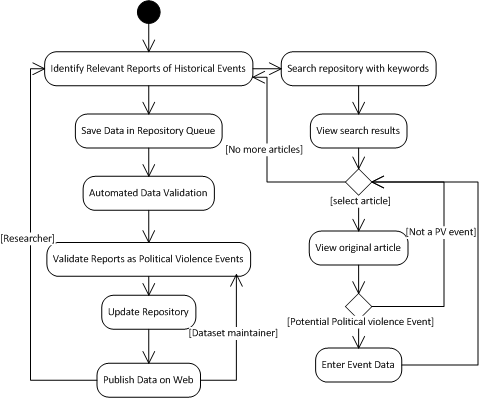 Identify Relevant Reports of Historical Events
Search repository with keywords
Save Data in Repository Queue
View search results
[No more articles]
Automated Data Validation
[select article]
[Researcher]
[Not a PV event]
View original article
Validate Reports as Political Violence Events
Update Repository
[Potential Political violence Event]
[Dataset maintainer]
Enter Event Data
Publish Data on Web